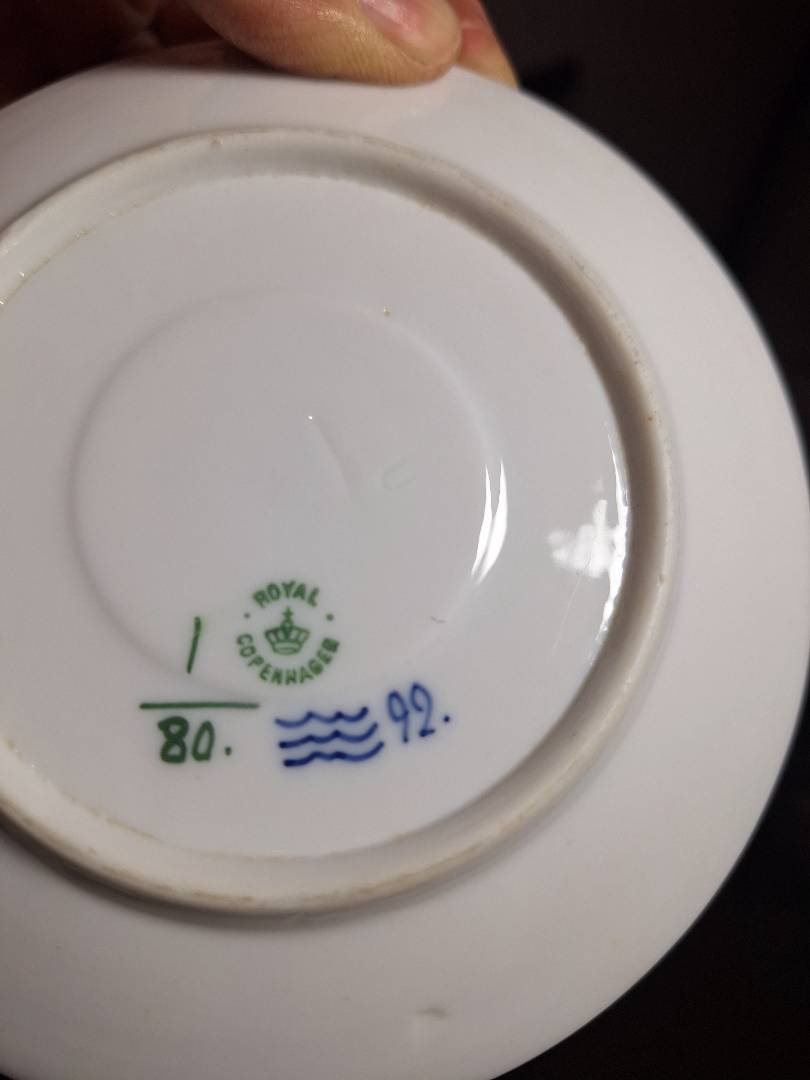 ROYAL
COPENHAGEN
1
80.
92.